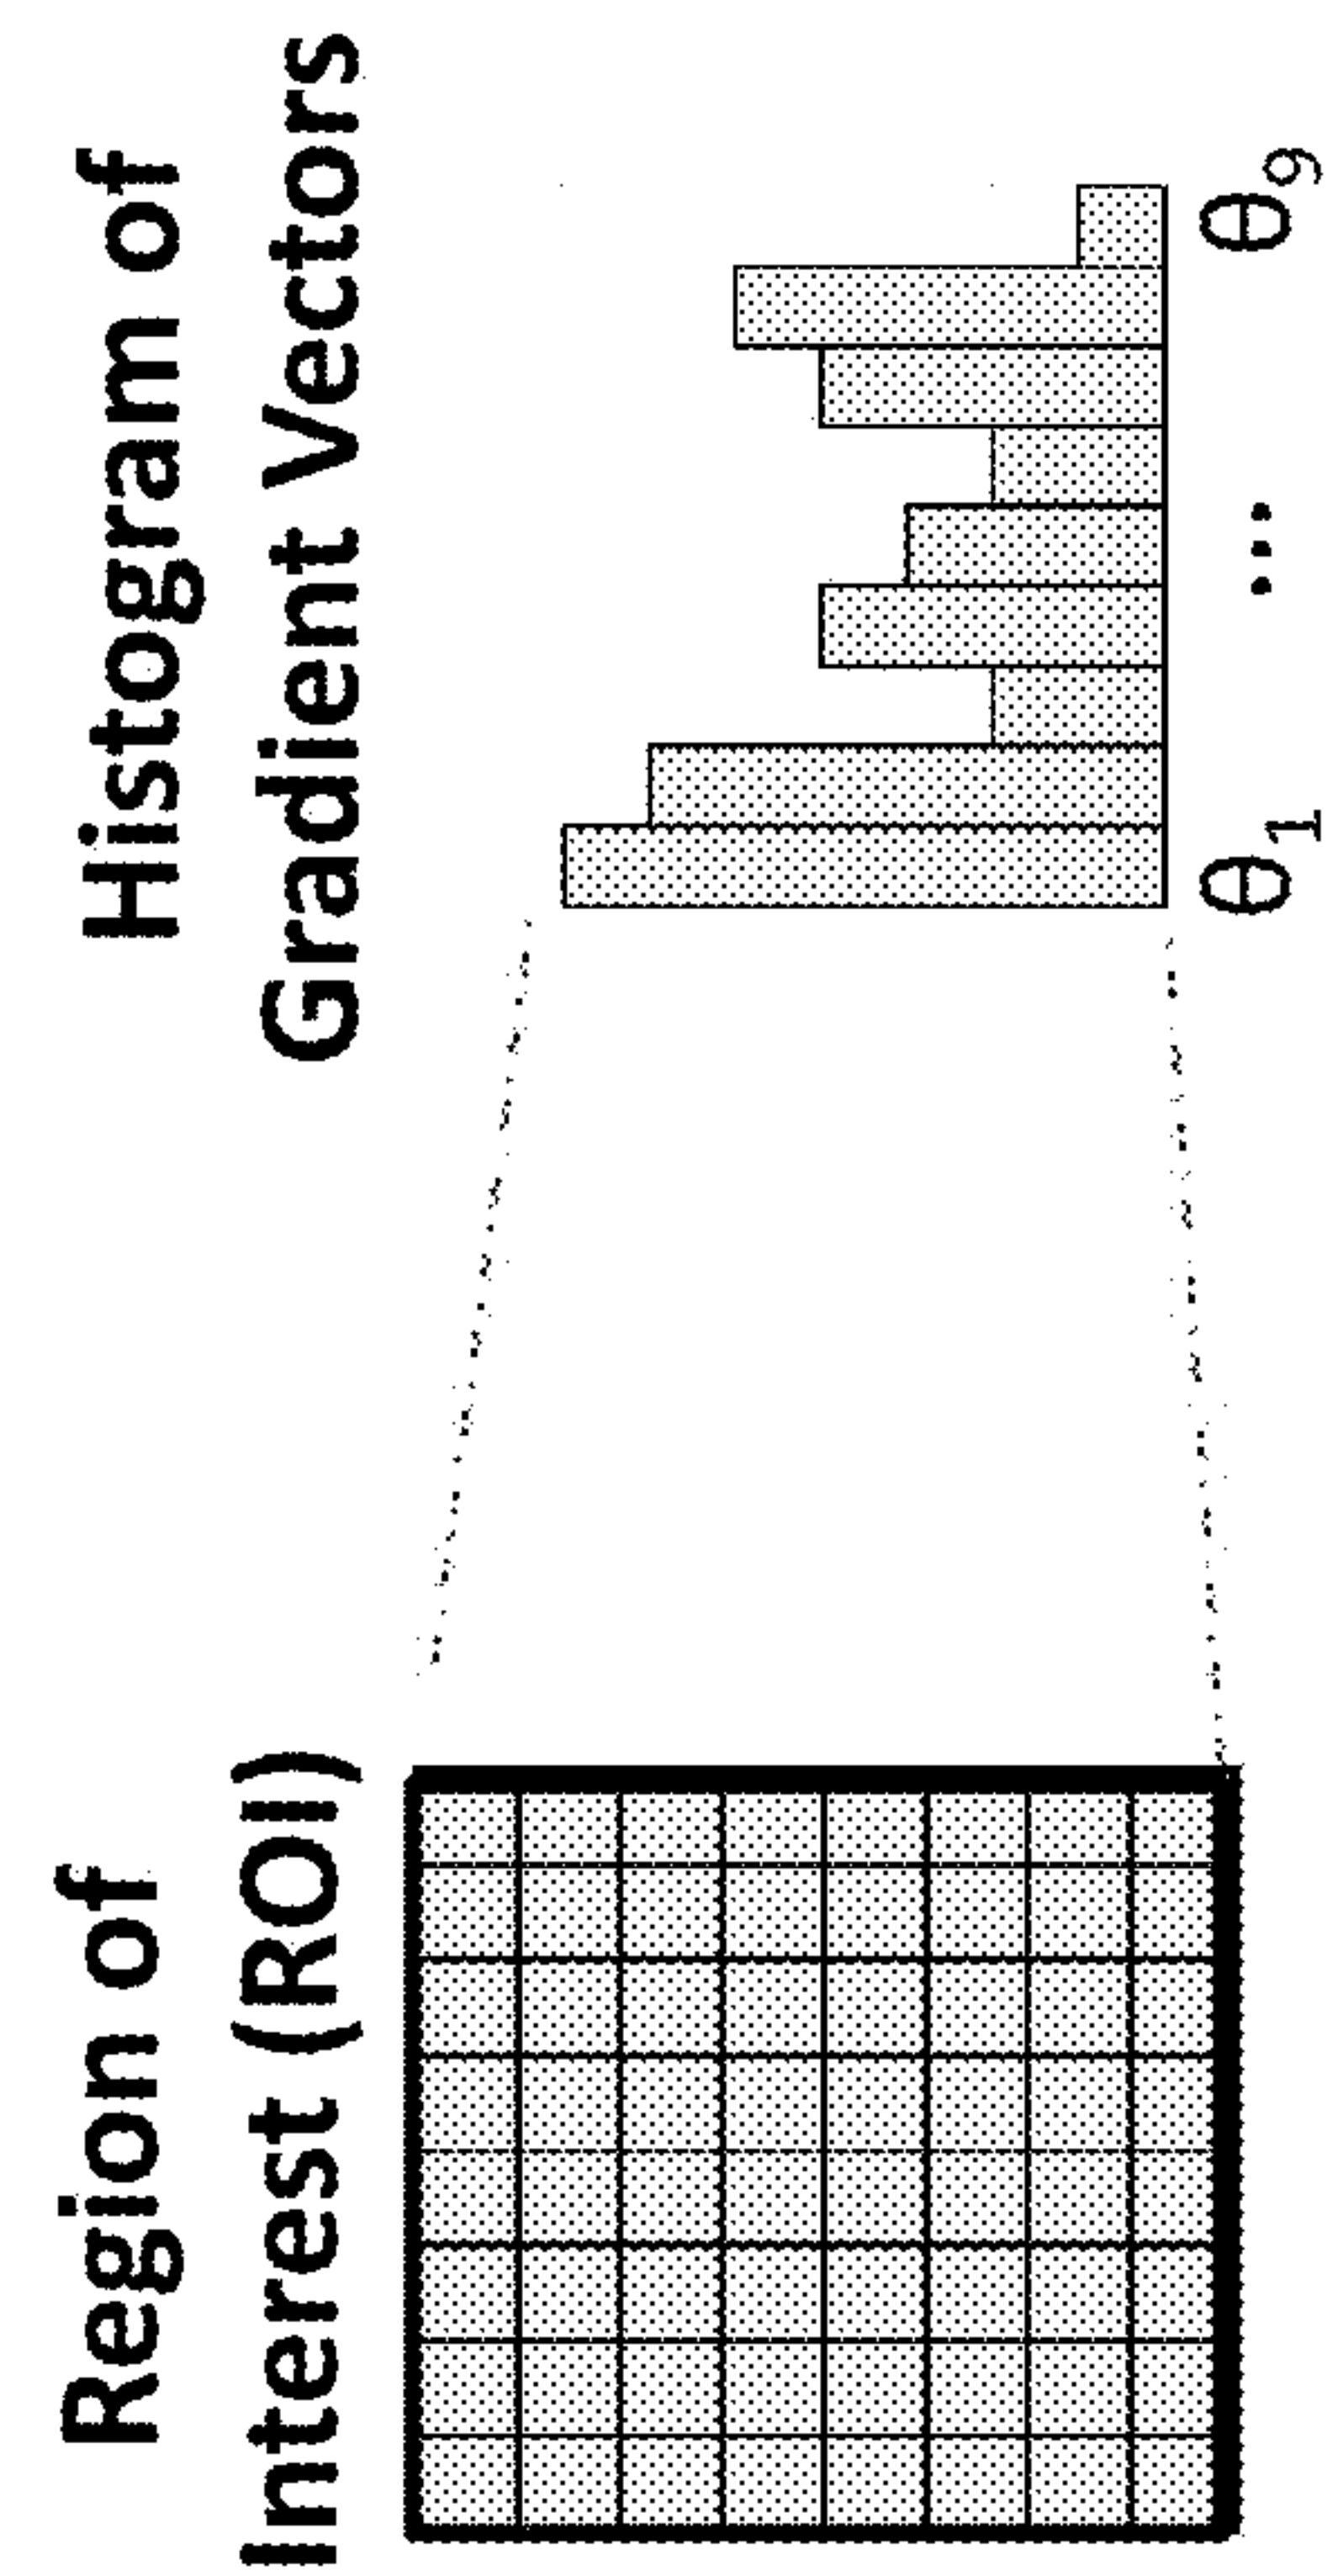 Region of
Interest (ROI)
Histogram of
Gradient Vectors
θ1 ... θ9